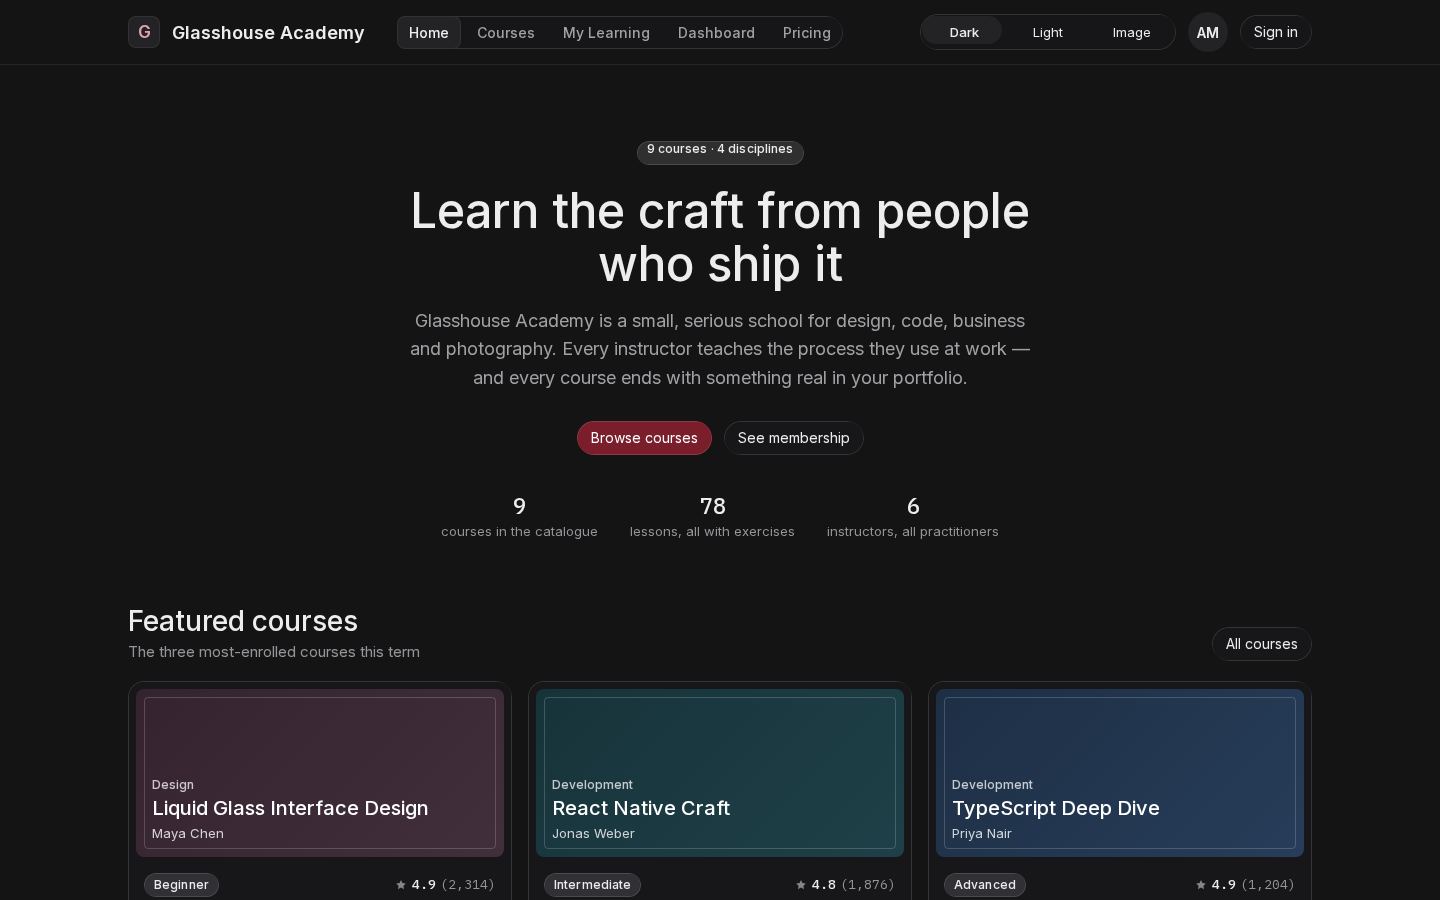 G Glasshouse Academy Home Courses My Learning Dashboard Pricing Dark Light Image AM Sign in
9 courses · 4 disciplines
Learn the craft from people
who ship it
Glasshouse Academy is a small, serious school for design, code, business
and photography. Every instructor teaches the process they use at work —
and every course ends with something real in your portfolio.
Browse courses See membership
9 78 6
courses in the catalogue lessons, all with exercises instructors, all practitioners
Featured courses
The three most-enrolled courses this term
All courses
Design
Liquid Glass Interface Design
Maya Chen
Beginner ★ 4.9 (2,314)
Development
React Native Craft
Jonas Weber
Intermediate ★ 4.8 (1,876)
Development
TypeScript Deep Dive
Priya Nair
Advanced ★ 4.9 (1,204)